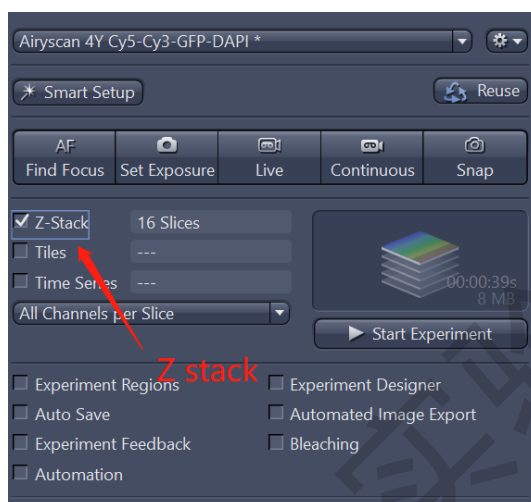 Airyscan 4Y Cy5-Cy3-GFP-DAPI *
Smart Setup
Reuse
AF
Find Focus
Set Exposure
Live
Continuous
Snap
Z-Stack
16 Slices
Tiles
---
Time Series
---
00:00:39s
8 MB
All Channels per Slice
Start Experiment
Z stack
Experiment Regions
Experiment Designer
Auto Save
Automated Image Export
Experiment Feedback
Bleaching
Automation